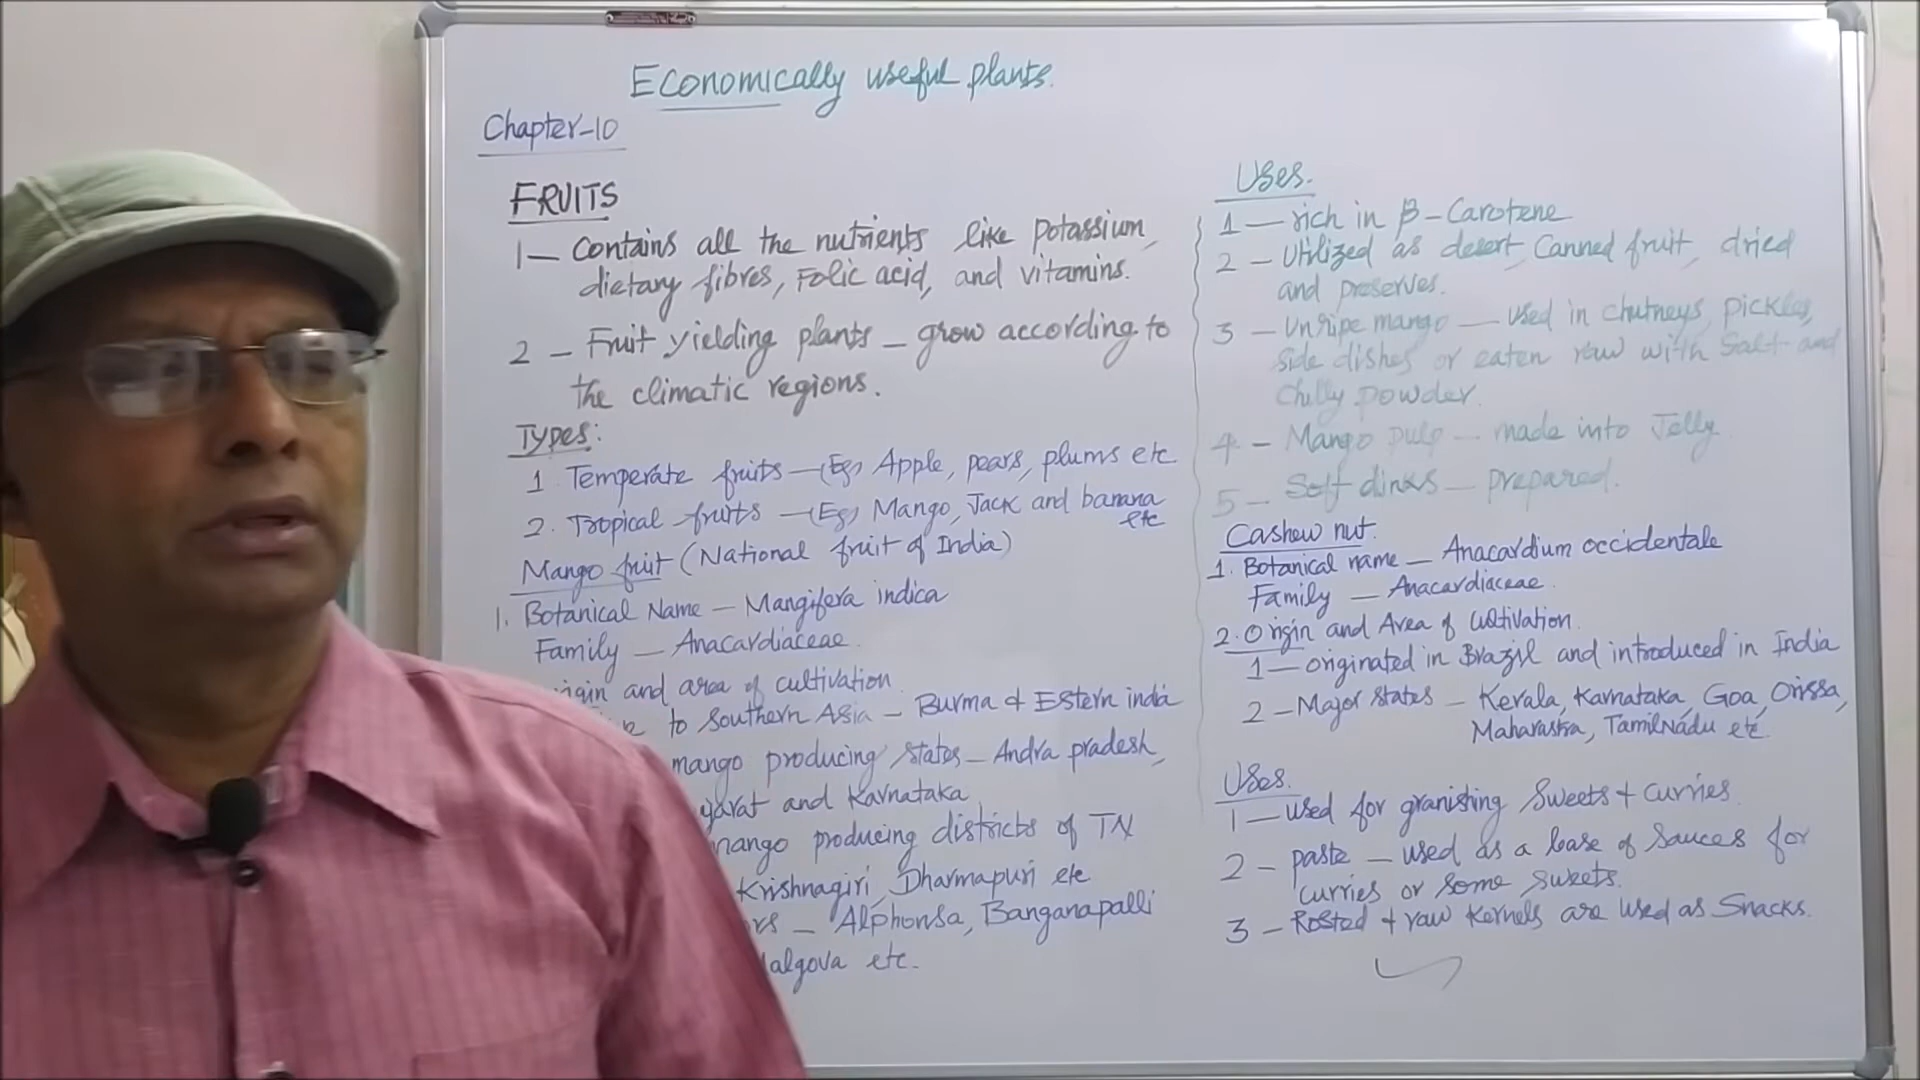 Economically useful plants.
Chapter-10
FRUITS
1 — Contains all the nutrients like potassium,
dietary fibres, Folic acid, and vitamins.
2 — Fruit yielding plants — grow according to
the climatic regions.
Types:
1. Temperate fruits — (Eg) Apple, pears, plums etc
2. Tropical fruits — (Eg) Mango, Jack and banana
etc
Mango fruit (National fruit of India)
1. Botanical Name — Mangifera indica
Family — Anacardiaceae.
and area of cultivation
to Southern Asia — Burma & Estern india
mango producing states — Andra pradesh,
and Karnataka
mango producing districts of TN
Krishnagiri, Dharmapuri etc
— Alphonsa, Banganapalli
etc.
Uses.
1 — rich in β-Carotene
2 — Utilized as desert, Canned fruit, dried
and preserves.
3 — Unripe mango — used in chutneys, pickles,
side dishes or eaten raw with Salt and
chilly powder.
4 — Mango pulp — made into Jelly
5 — prepared.
Cashew nut.
1. Botanical name — Anacardium occidentale
Family — Anacardiaceae.
2. Origin and Area of cultivation.
1 — originated in Brazil and introduced in India
2 — Major states — Kerala, Karnataka, Goa, Orissa,
Maharastra, TamilNadu etc
Uses.
1 — used for granishing sweets + curries.
2 — paste — used as a base of sauces for
curries or some sweets.
3 — Rosted + raw Kernels are used as Snacks.